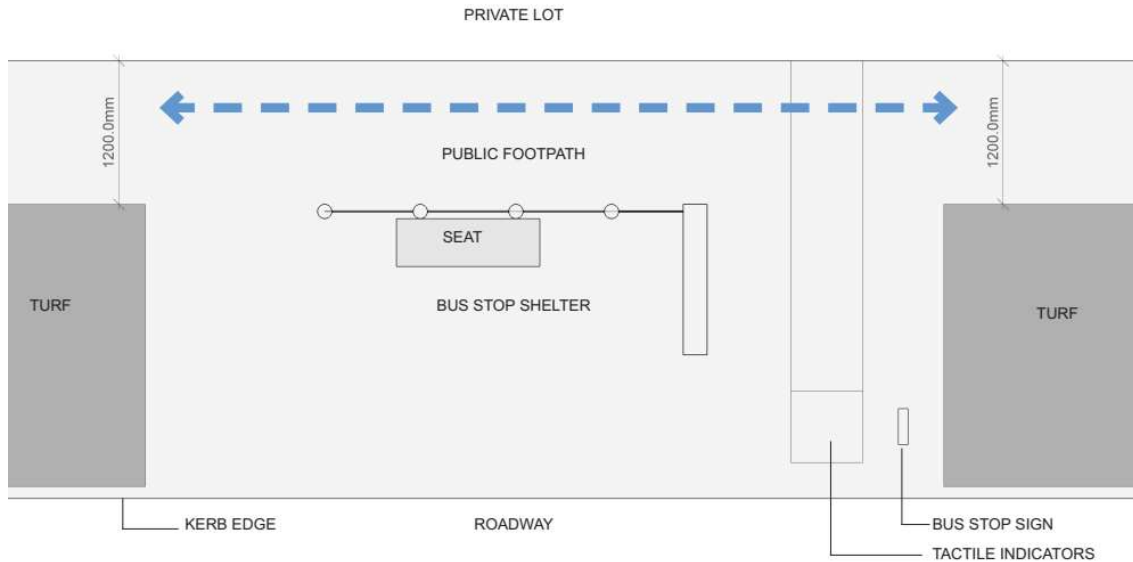 PRIVATE LOT
1200.0mm
1200.0mm
PUBLIC FOOTPATH
SEAT
TURF
BUS STOP SHELTER
TURF
KERB EDGE
ROADWAY
BUS STOP SIGN
TACTILE INDICATORS